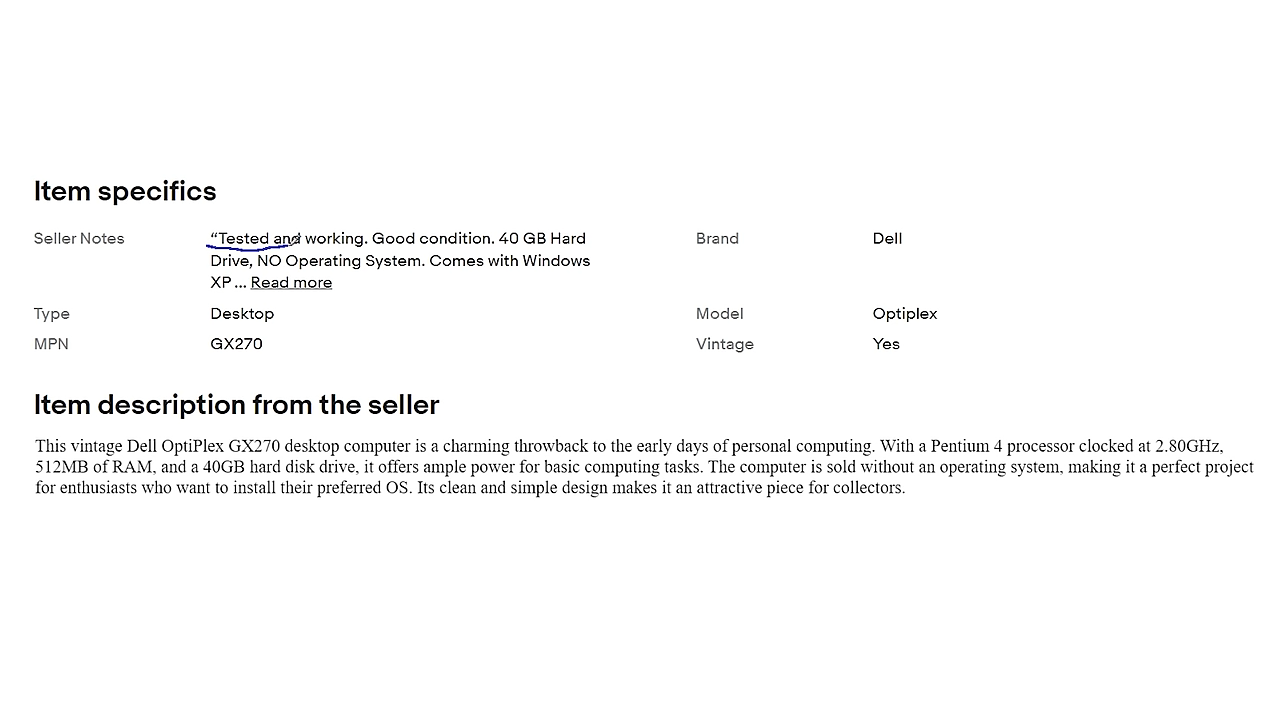 Item specifics
Seller Notes
“Tested and working. Good condition. 40 GB Hard
Drive, NO Operating System. Comes with Windows
XP ... Read more
Brand
Dell
Type
Desktop
Model
Optiplex
MPN
GX270
Vintage
Yes
Item description from the seller
This vintage Dell OptiPlex GX270 desktop computer is a charming throwback to the early days of personal computing. With a Pentium 4 processor clocked at 2.80GHz,
512MB of RAM, and a 40GB hard disk drive, it offers ample power for basic computing tasks. The computer is sold without an operating system, making it a perfect project
for enthusiasts who want to install their preferred OS. Its clean and simple design makes it an attractive piece for collectors.